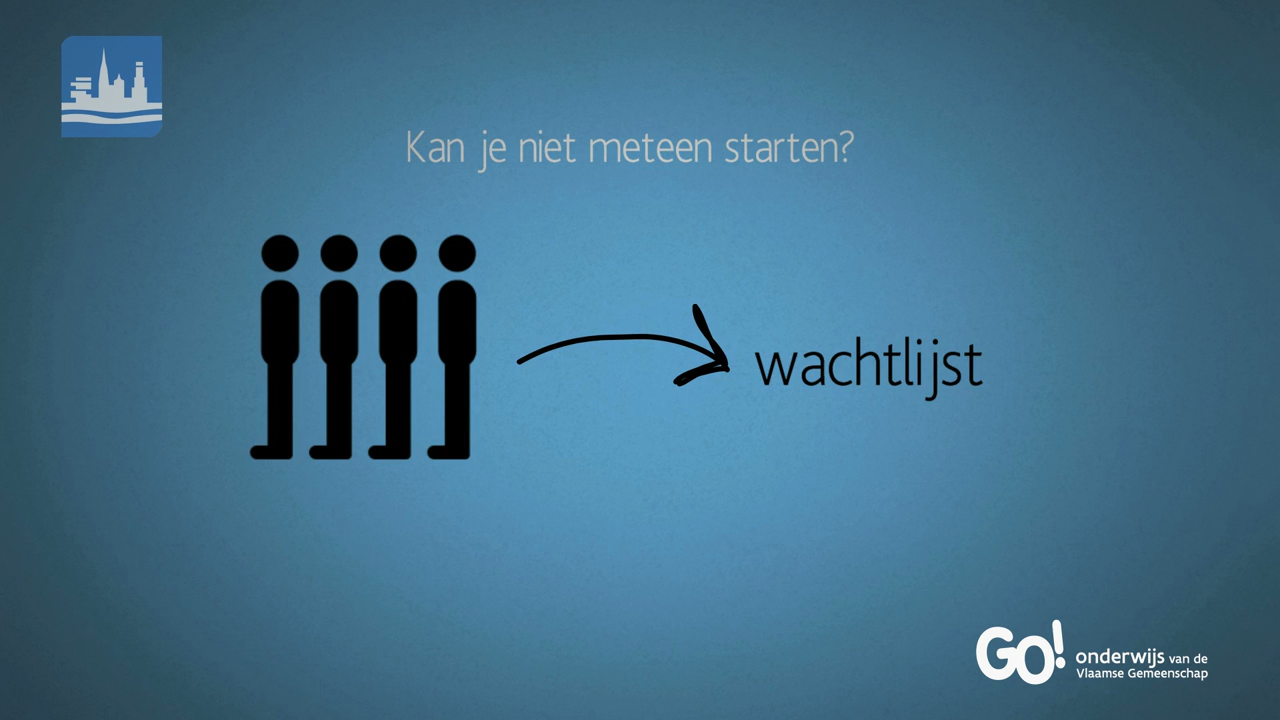 Kan je niet meteen starten?
wachtlijst
GO! onderwijs van de
Vlaamse Gemeenschap